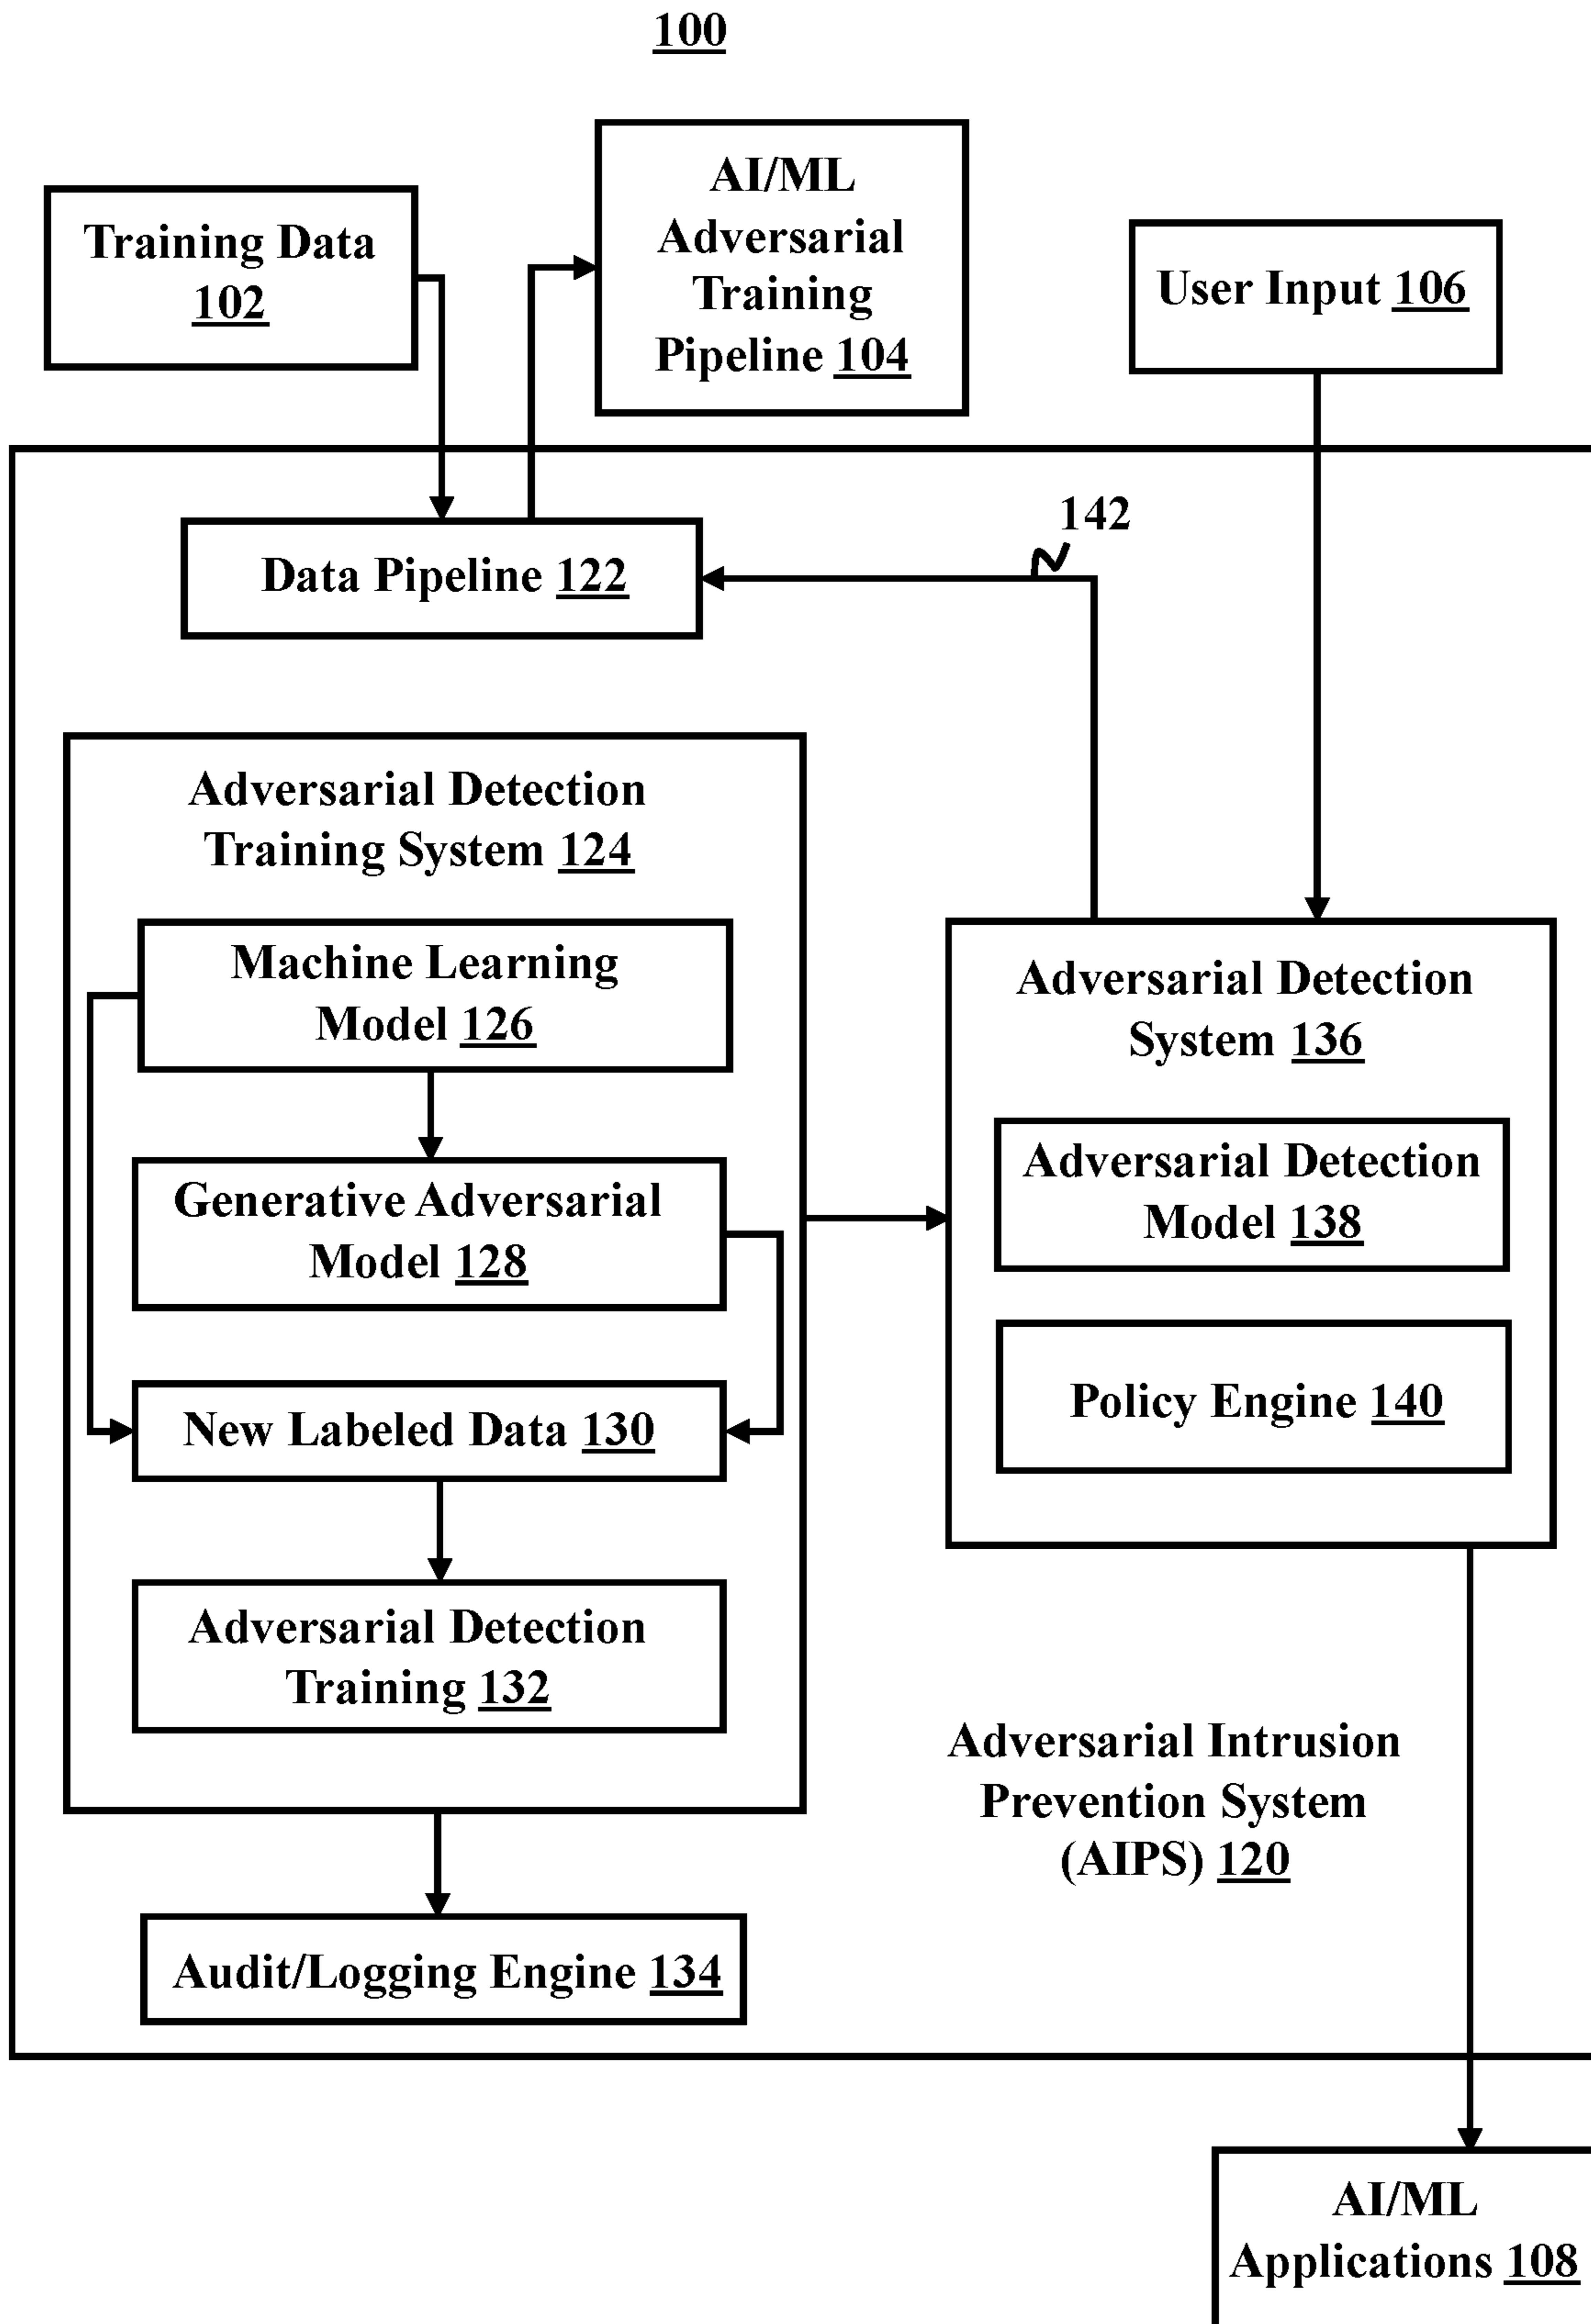 100
Training Data
102
AI/ML
Adversarial
Training
Pipeline 104
User Input 106
142
Data Pipeline 122
Adversarial Detection
Training System 124
Machine Learning
Model 126
Generative Adversarial
Model 128
New Labeled Data 130
Adversarial Detection
Training 132
Audit/Logging Engine 134
Adversarial Detection
System 136
Adversarial Detection
Model 138
Policy Engine 140
Adversarial Intrusion
Prevention System
(AIPS) 120
AI/ML
Applications 108